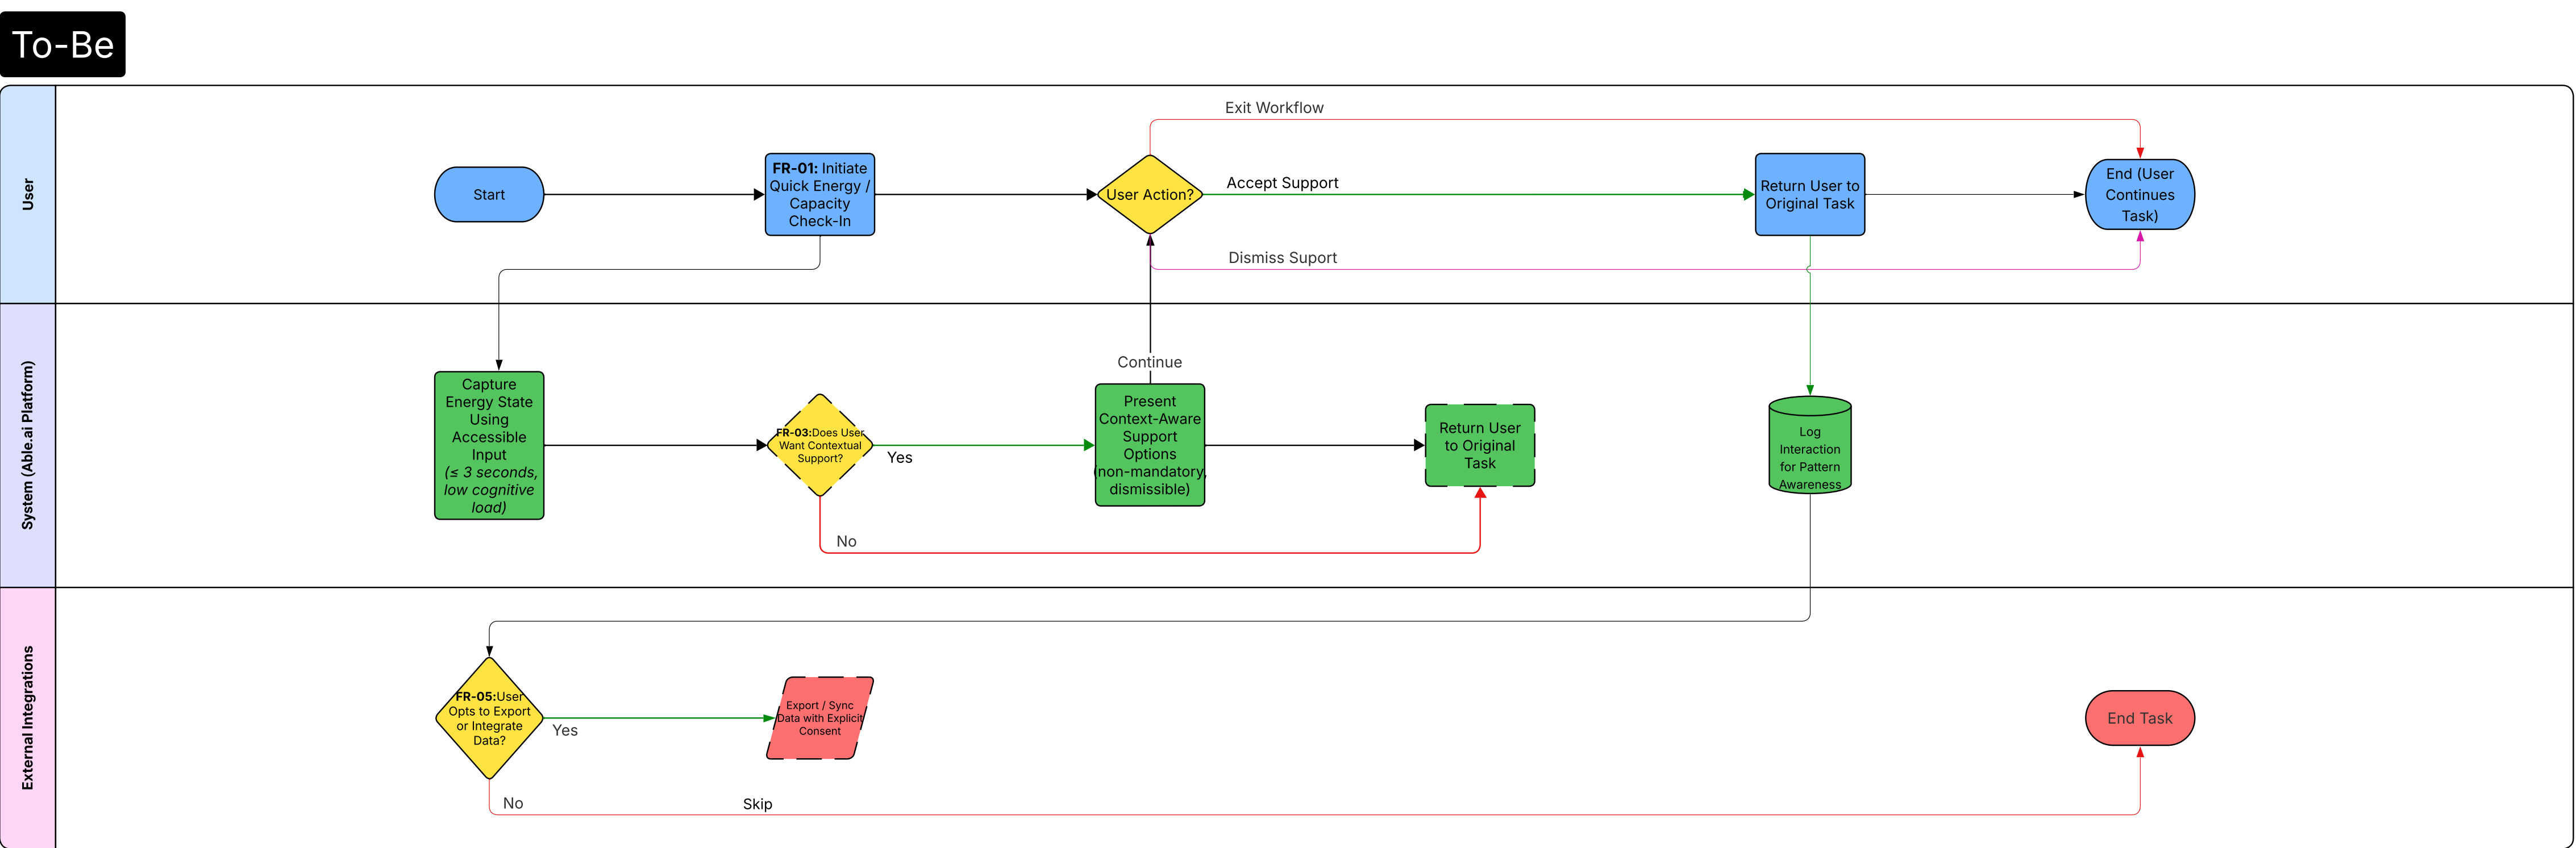 To-Be
User
Exit Workflow
Start
FR-01: Initiate
Quick Energy /
Capacity
Check-In
User Action?
Accept Support
Return User to
Original Task
End (User
Continues
Task)
Dismiss Suport
System (Able.ai Platform)
Continue
Capture
Energy State
Using
Accessible
Input
(≤ 3 seconds,
low cognitive
load)
FR-03:Does User
Want Contextual
Support?
Yes
No
Present
Context-Aware
Support
Options
(non-mandatory,
dismissible)
Return User
to Original
Task
Log
Interaction
for Pattern
Awareness
External Integrations
FR-05:User
Opts to Export
or Integrate
Data?
Yes
No
Skip
Export / Sync
Data with Explicit
Consent
End Task